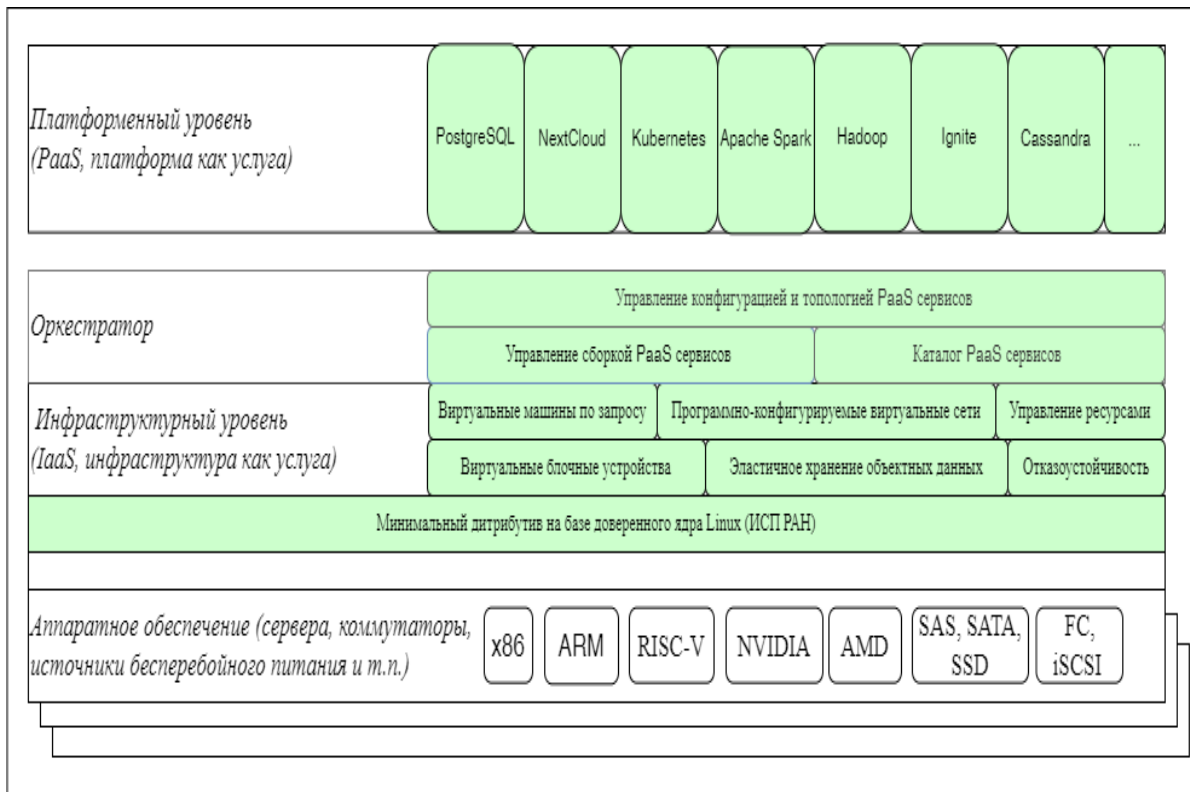 Платформенный уровень
(PaaS, платформа как услуга)
PostgreSQL
NextCloud
Kubernetes
Apache Spark
Hadoop
Ignite
Cassandra
...
Оркестратор
Управление конфигурацией и топологией PaaS сервисов
Управление сборкой PaaS сервисов
Каталог PaaS сервисов
Инфраструктурный уровень
(IaaS, инфраструктура как услуга)
Виртуальные машины по запросу
Программно-конфигурируемые виртуальные сети
Управление ресурсами
Виртуальные блочные устройства
Эластичное хранение объектных данных
Отказоустойчивость
Минимальный дитрибутив на базе доверенного ядра Linux (ИСП РАН)
Аппаратное обеспечение (сервера, коммутаторы,
источники бесперебойного питания и т.п.)
x86
ARM
RISC-V
NVIDIA
AMD
SAS, SATA,
SSD
FC,
iSCSI